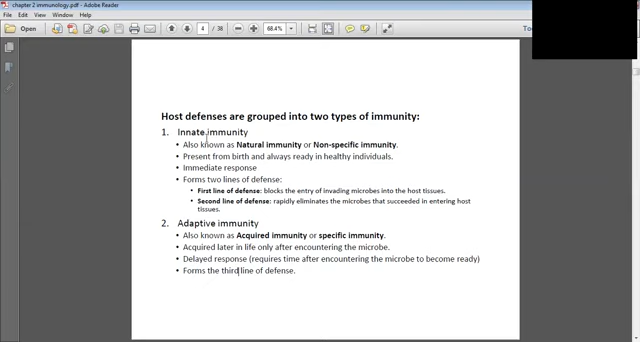 chapter 2 immunology.pdf - Adobe Reader
File Edit View Window Help
Open 4 / 38 68.4%
Host defenses are grouped into two types of immunity:
1. Innate immunity
• Also known as Natural immunity or Non-specific immunity.
• Present from birth and always ready in healthy individuals.
• Immediate response
• Forms two lines of defense:
• First line of defense: blocks the entry of invading microbes into the host tissues.
• Second line of defense: rapidly eliminates the microbes that succeeded in entering host
tissues.
2. Adaptive immunity
• Also known as Acquired immunity or specific immunity.
• Acquired later in life only after encountering the microbe.
• Delayed response (requires time after encountering the microbe to become ready)
• Forms the third line of defense.